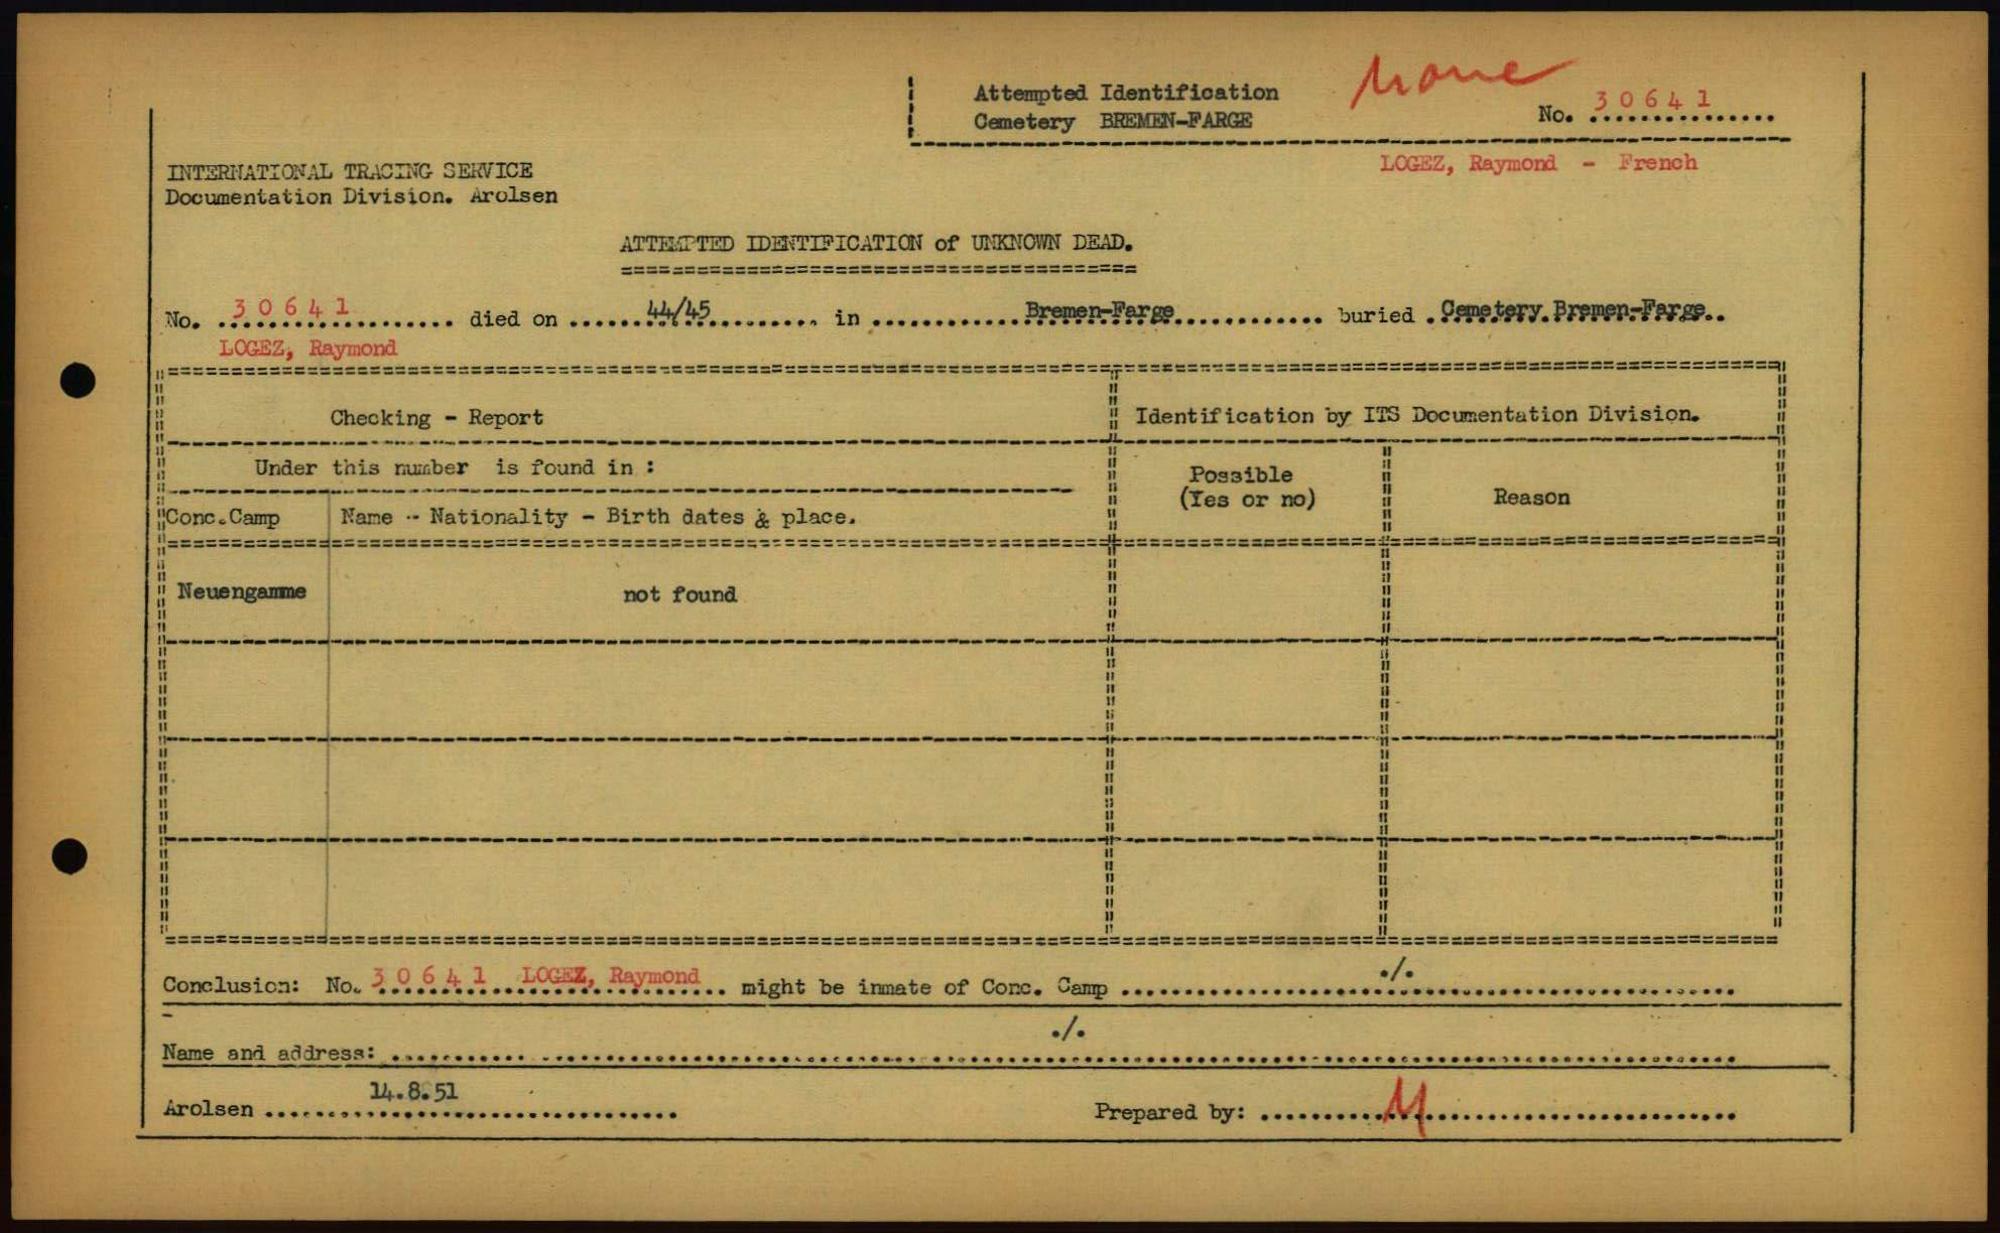 none
Attempted Identification
Cemetery BREMEN-FARGE
No. 30641
LOGEZ, Raymond - French
INTERNATIONAL TRACING SERVICE
Documentation Division. Arolsen
ATTEMPTED IDENTIFICATION of UNKNOWN DEAD.
No. 30641 died on 44/45 in Bremen-Farge buried Cemetery Bremen-Farge
LOGEZ, Raymond
Checking - Report
Identification by ITS Documentation Division.
Under this number is found in :
Possible
(Yes or no)
Reason
Conc.Camp
Name - Nationality - Birth dates & place.
Neuengamme
not found
Conclusion: No. 30641 LOGEZ, Raymond might be inmate of Conc. Camp ./.
Name and address: ./.
Arolsen 14.8.51
Prepared by: